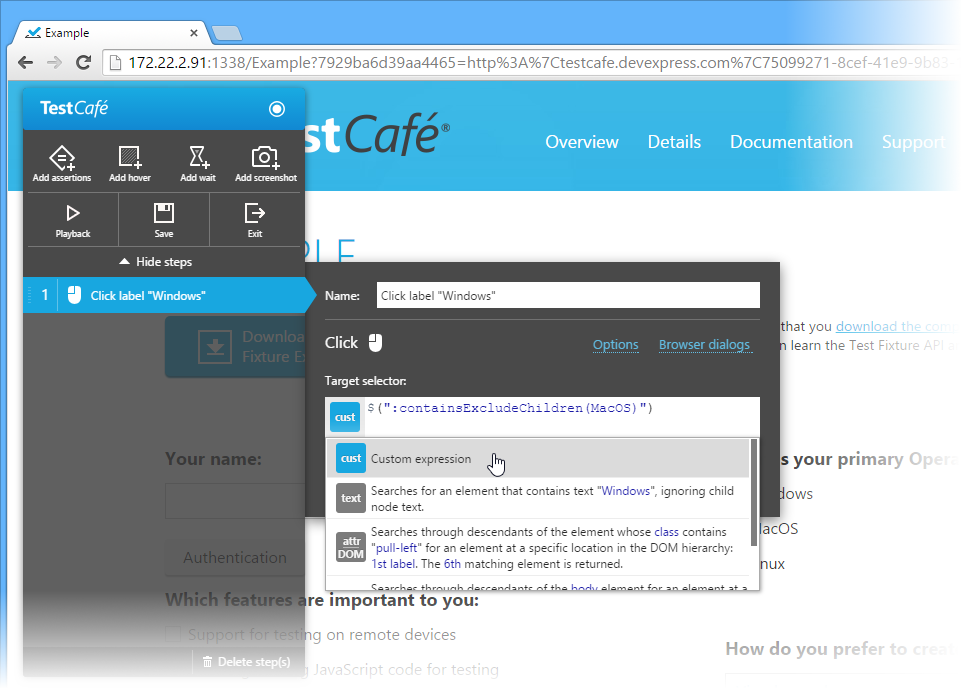 Example
172.22.2.91:1338/Example?7929ba6d39aa4465=http%3A%7Ctestcafe.devexpress.com%7C75099271-8cef-41e9-9b83-
TestCafé
stCafé®
Overview Details Documentation Support
Add assertions Add hover Add wait Add screenshot
Playback Save Exit
Hide steps
PLE
1 Click label "Windows"
Name: Click label "Windows"
that you download the com
Downloa
Fixture Ex
Click Options Browser dialogs
n learn the Test Fixture API a
Target selector:
cust $(":containsExcludeChildren(MacOS)")
cust Custom expression
Your name:
s your primary Opera
text Searches for an element that contains text "Windows", ignoring child
node text.
dows
attr
DOM
Searches through descendants of the element whose class contains
"pull-left" for an element at a specific location in the DOM hierarchy:
1st label. The 6th matching element is returned.
acOS
Authentication
nux
Searches through descendants of the body element for an element at a
Which features are important to you:
Support for testing on remote devices
How do you prefer to creat
Delete step(s)
g JavaScript code for testing